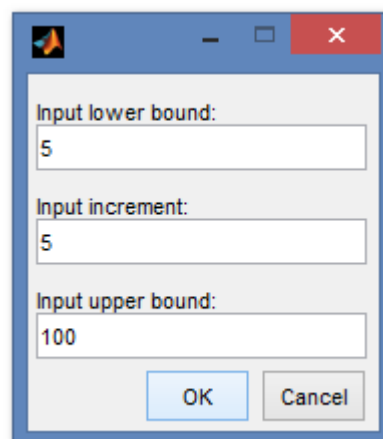 Input lower bound:
5
Input increment:
5
Input upper bound:
100
OK Cancel